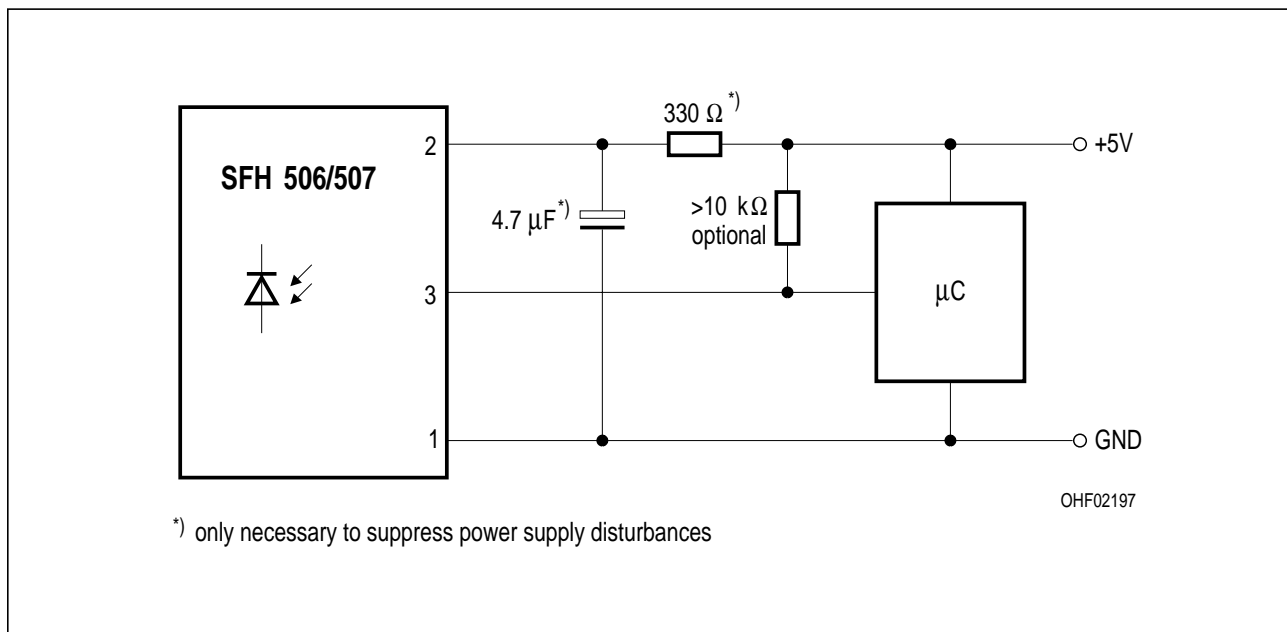 330 Ω *)
2
+5V
SFH 506/507
4.7 µF*)
>10 kΩ
optional
3
µC
1
GND
OHF02197
*) only necessary to suppress power supply disturbances